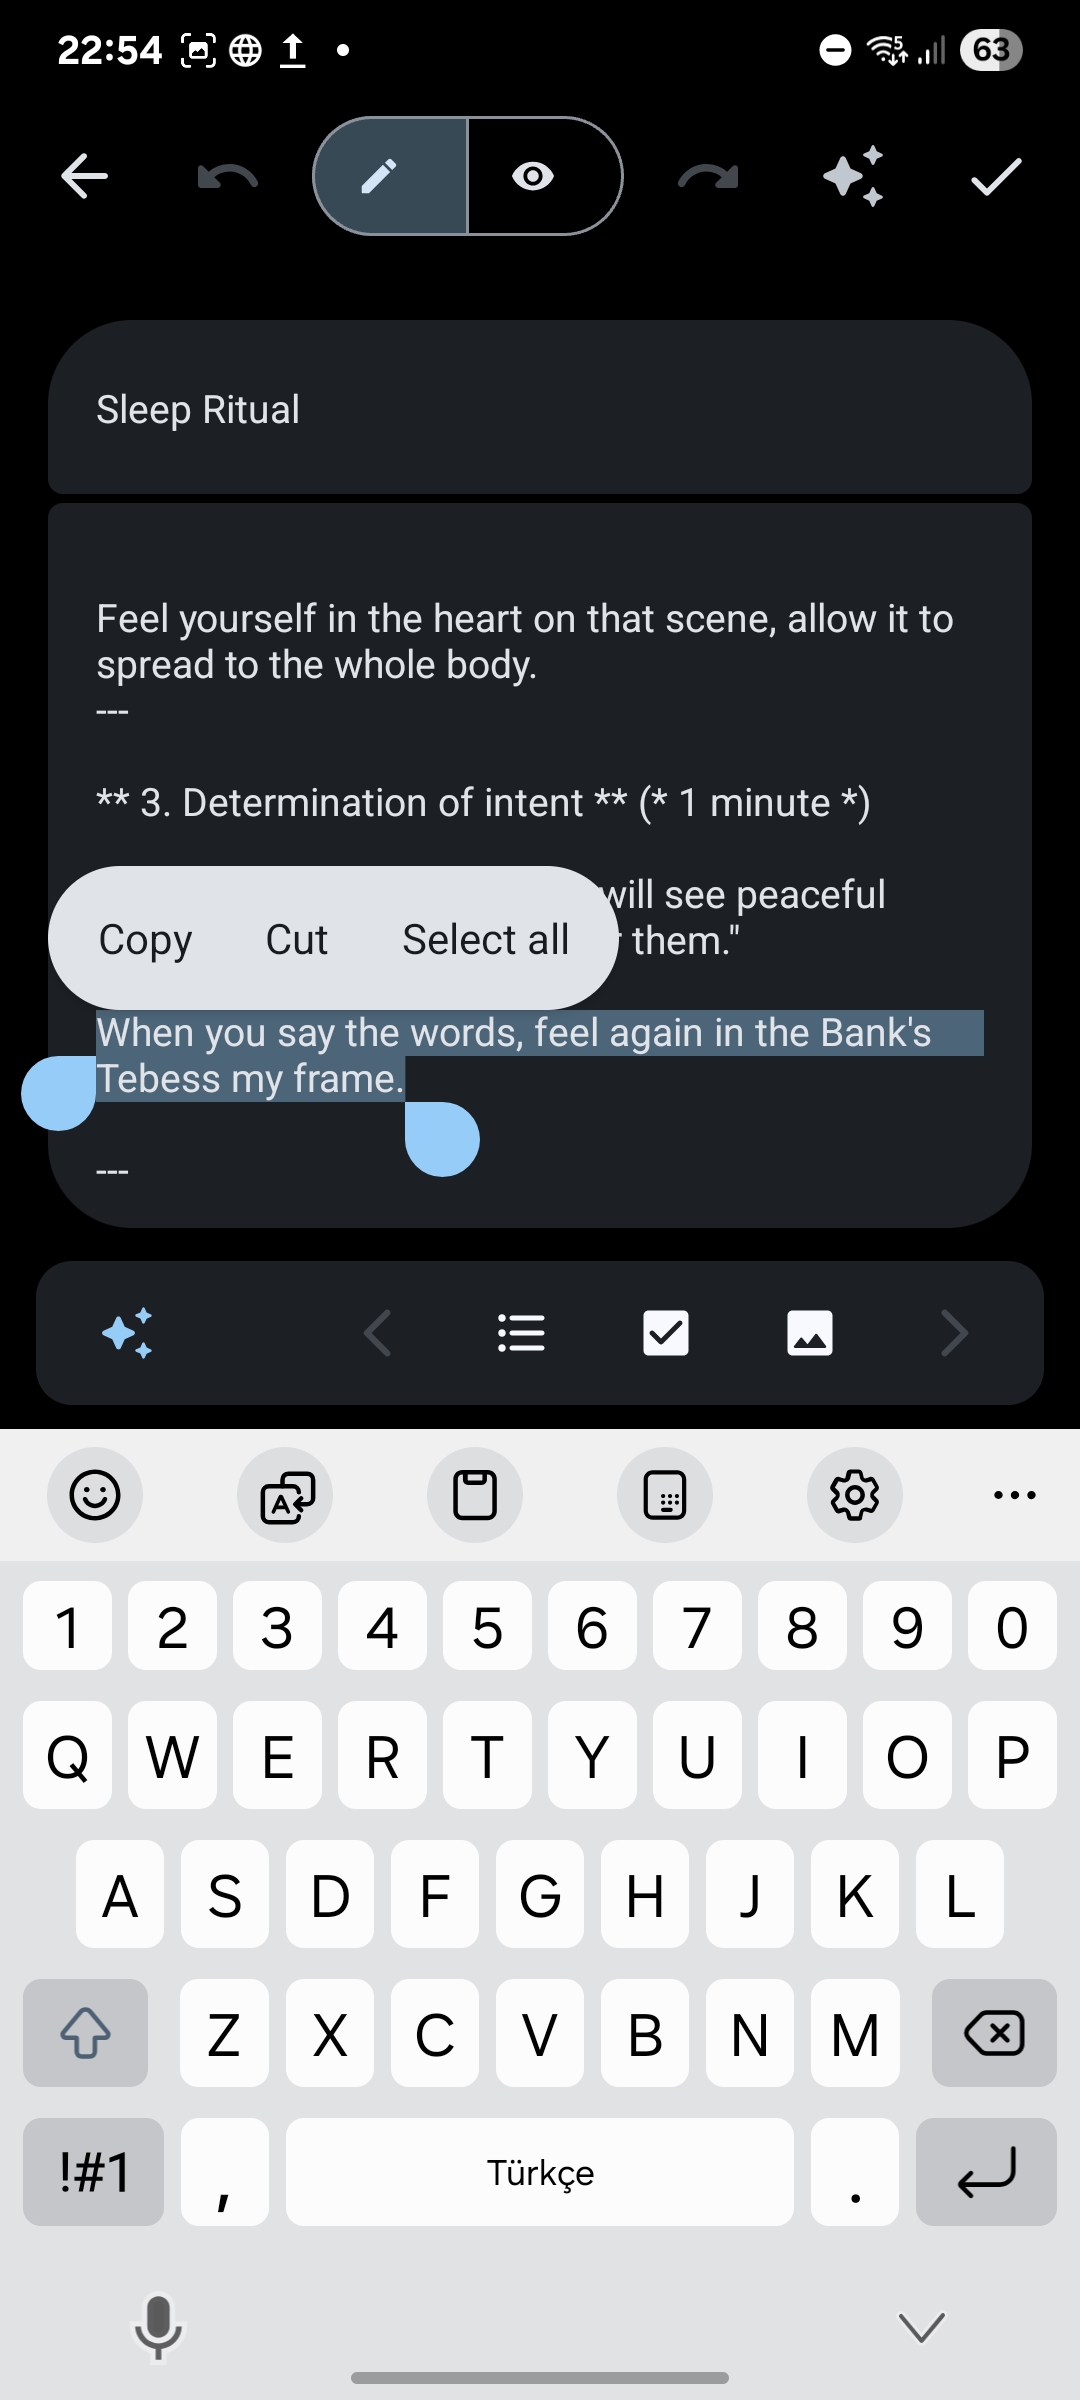 22:54
5
63
Sleep Ritual
Feel yourself in the heart on that scene, allow it to
spread to the whole body.
---
** 3. Determination of intent ** (* 1 minute *)
will see peaceful
them."
Copy Cut Select all
When you say the words, feel again in the Bank's
Tebess my frame.
---
A
1 2 3 4 5 6 7 8 9 0
Q W E R T Y U I O P
A S D F G H J K L
Z X C V B N M
!#1 , Türkçe .